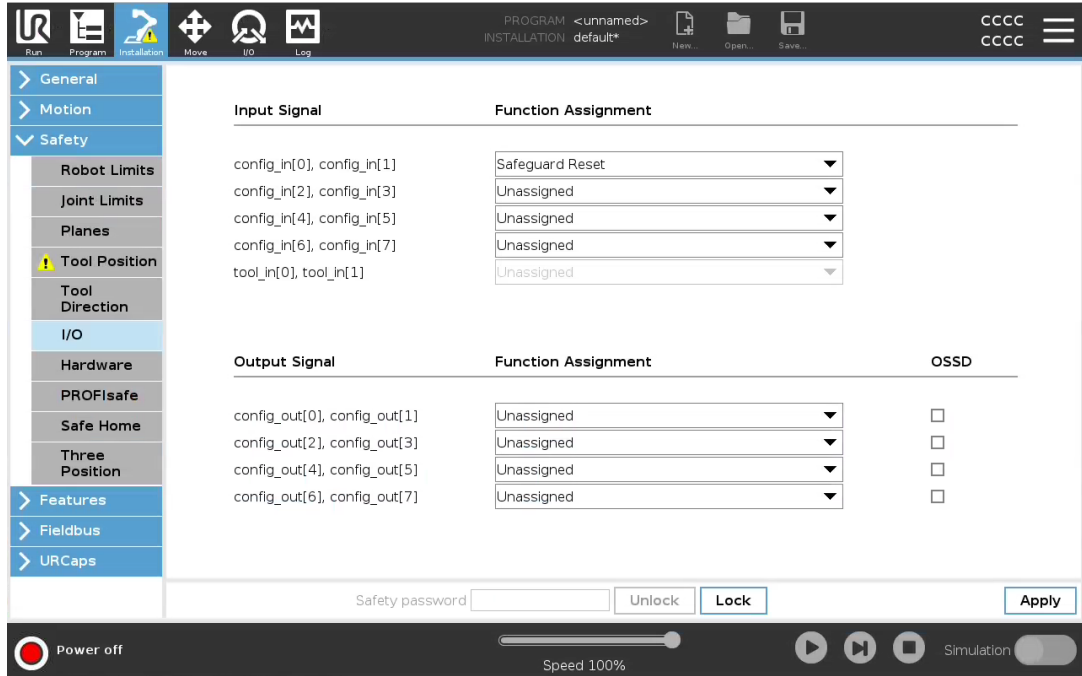 UR
PROGRAM <unnamed>
INSTALLATION default*
CCCC
CCCC
Run Program Installation Move I/O Log New... Open... Save...
General
Motion
Safety
Robot Limits
Joint Limits
Planes
Tool Position
Tool
Direction
I/O
Hardware
PROFIsafe
Safe Home
Three
Position
Features
Fieldbus
URCaps
Input Signal Function Assignment
config_in[0], config_in[1] Safeguard Reset
config_in[2], config_in[3] Unassigned
config_in[4], config_in[5] Unassigned
config_in[6], config_in[7] Unassigned
tool_in[0], tool_in[1] Unassigned
Output Signal Function Assignment OSSD
config_out[0], config_out[1] Unassigned
config_out[2], config_out[3] Unassigned
config_out[4], config_out[5] Unassigned
config_out[6], config_out[7] Unassigned
Safety password Unlock Lock Apply
Power off
Speed 100%
Simulation